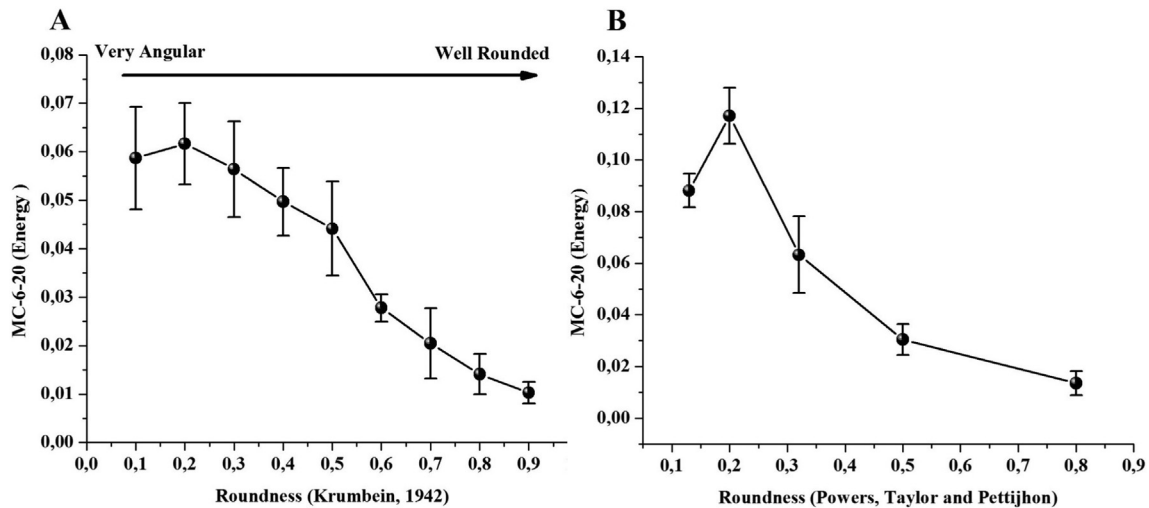 A
Very Angular
Well Rounded
0,08
0,07
0,06
0,05
0,04
0,03
0,02
0,01
0,00
MC-6-20 (Energy )
0,0 0,1 0,2 0,3 0,4 0,5 0,6 0,7 0,8 0,9
Roundness (Krumbein, 1942)
B
0,14
0,12
0,10
0,08
0,06
0,04
0,02
0,00
MC-6-20 (Energy)
0,1 0,2 0,3 0,4 0,5 0,6 0,7 0,8 0,9
Roundness (Powers, Taylor and Pettijhon)